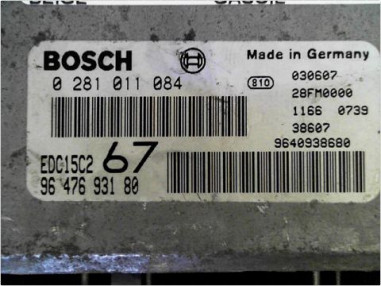 BOSCH
Made in Germany
0 281 011 084
810
030607
28FM0000
1166 0739
38607
9640938680
EDC15C2 67
96 476 931 80